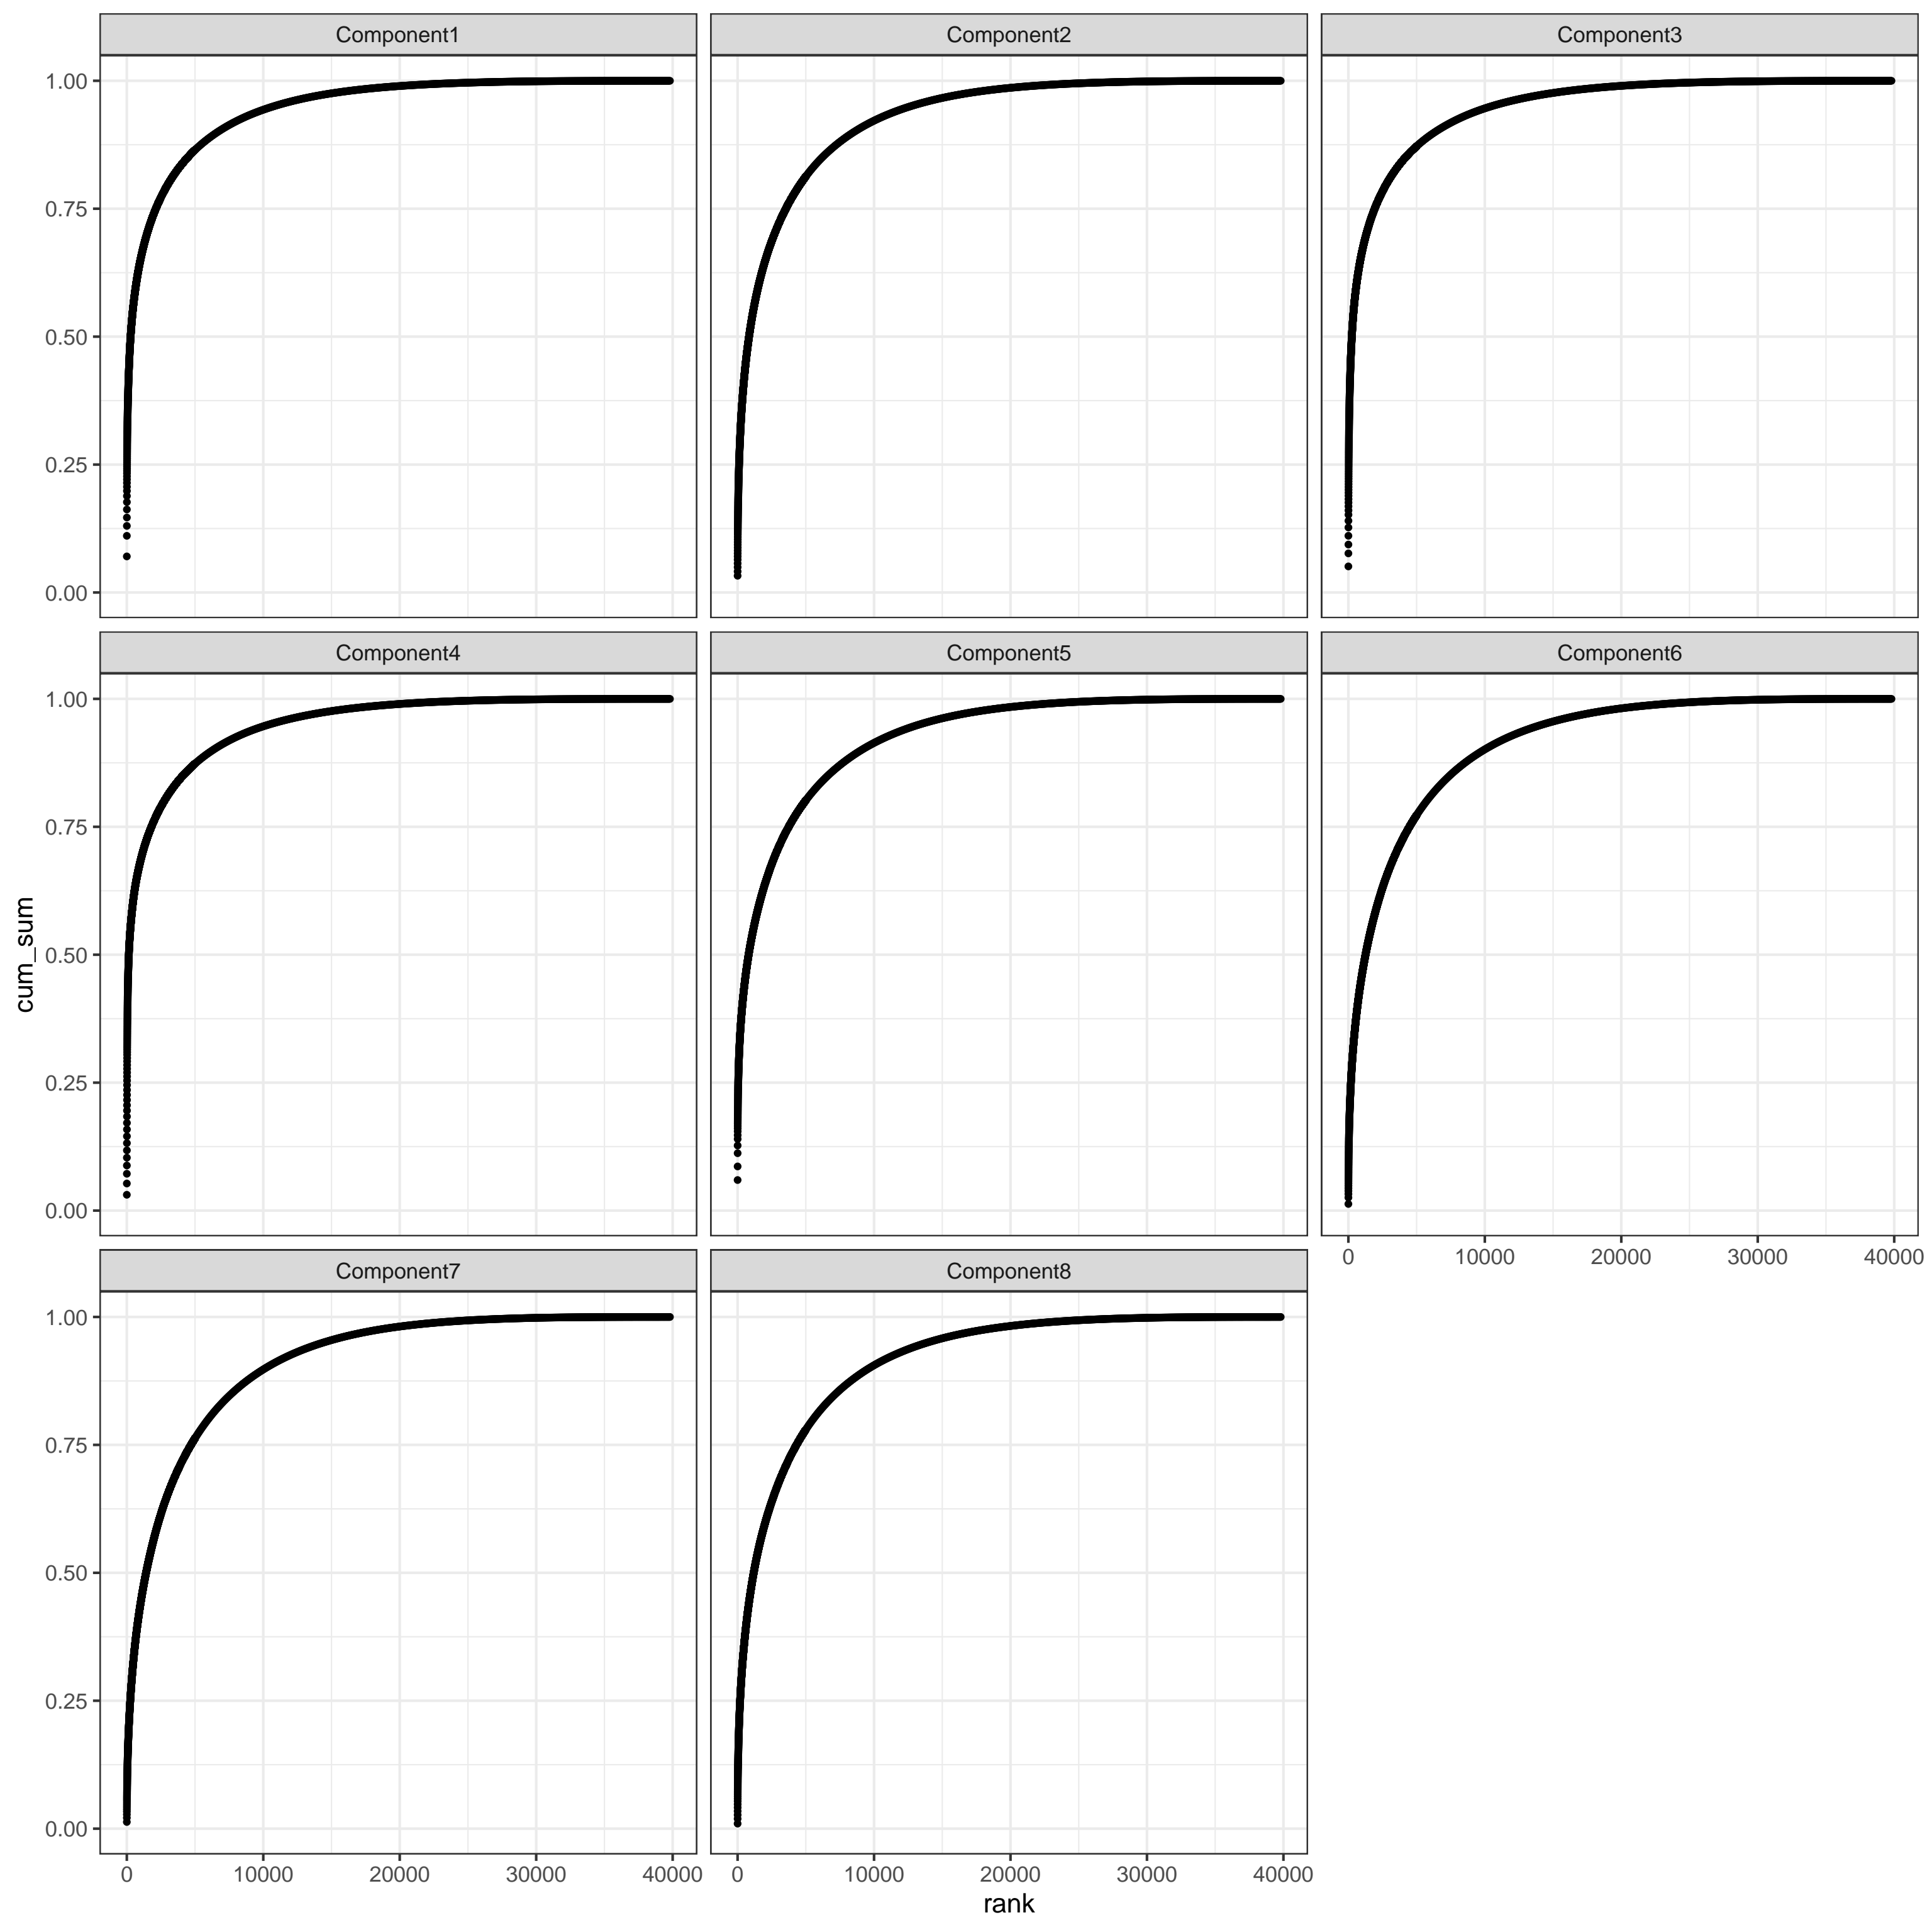 Component1 Component2 Component3
1.00
0.75
0.50
0.25
0.00
Component4 Component5 Component6
1.00
0.75
0.50
0.25
0.00
0 10000 20000 30000 40000
Component7 Component8
1.00
0.75
0.50
0.25
0.00
0 10000 20000 30000 40000 0 10000 20000 30000 40000
cum_sum
rank